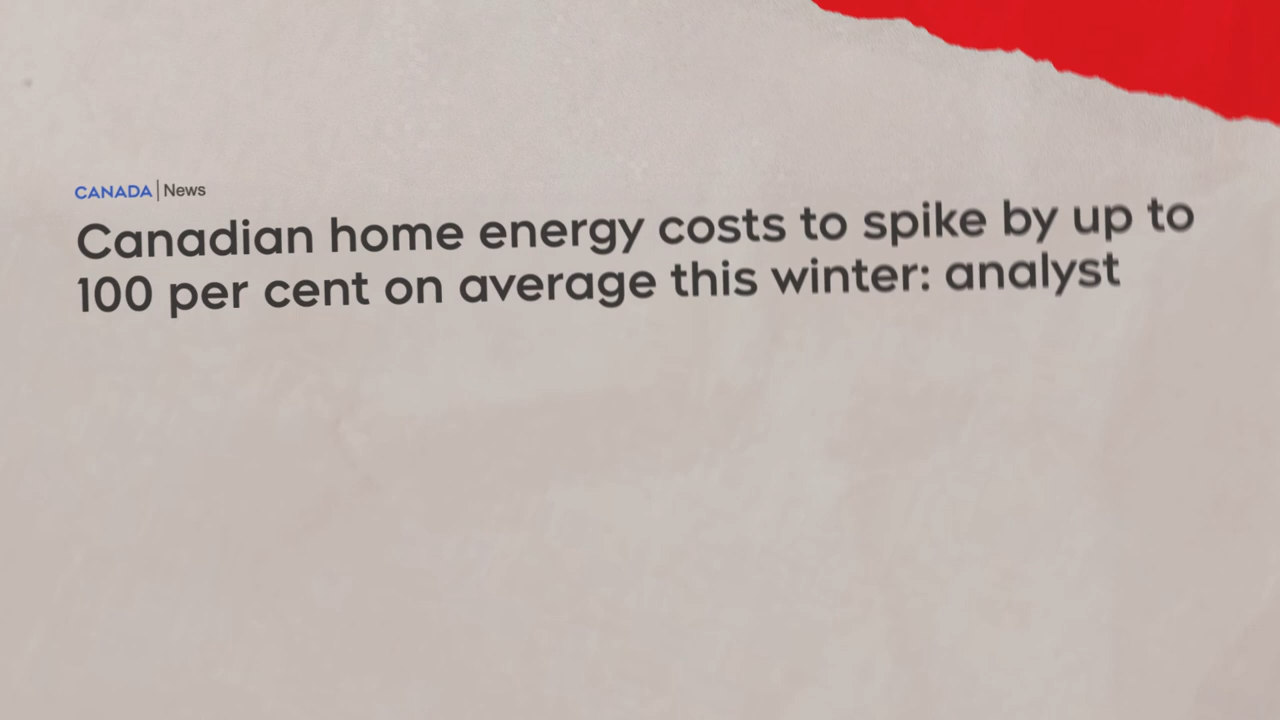 CANADA | News
Canadian home energy costs to spike by up to
100 per cent on average this winter: analyst